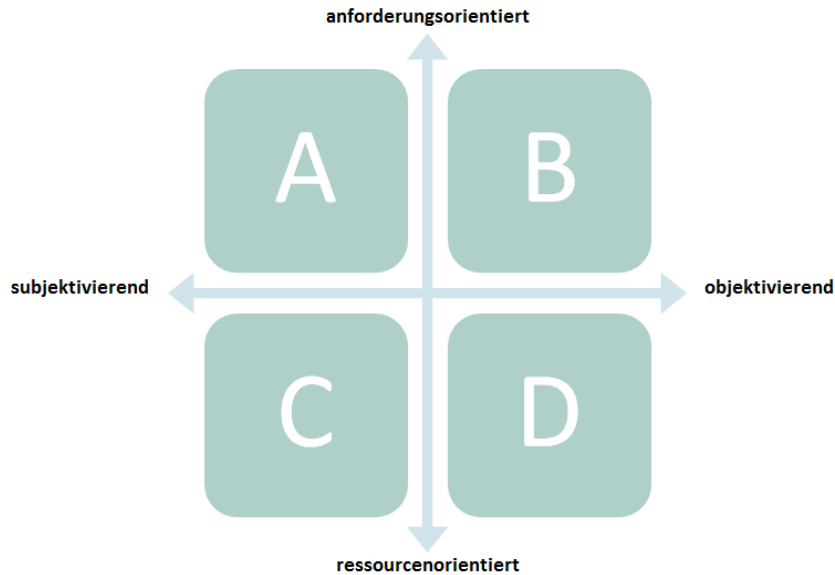 anforderungsorientiert
A
B
subjektivierend
objektivierend
C
D
ressourcenorientiert